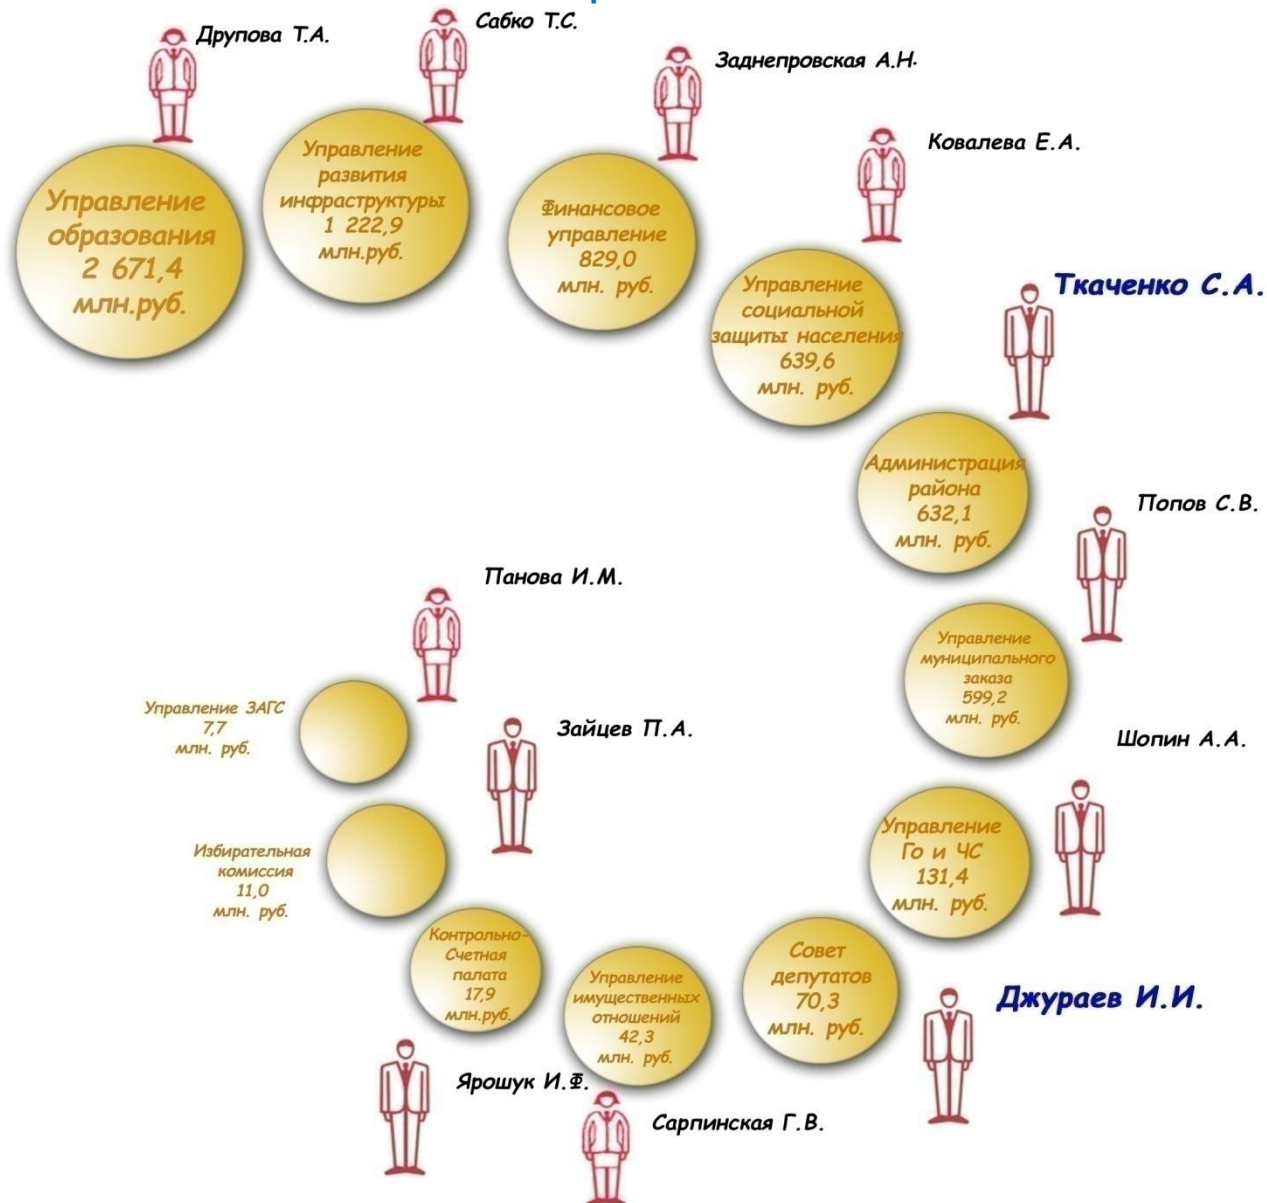 Друпова Т.А.
Сабко Т.С.
Заднепровская А.Н.
Ковалева Е.А.
Управление
образования
2 671,4
млн.руб.
Управление
развития
инфраструктуры
1 222,9
млн.руб.
Финансовое
управление
829,0
млн. руб.
Управление
социальной
защиты населения
639,6
млн. руб.
Ткаченко С.А.
Администрация
района
632,1
млн. руб.
Попов С.В.
Управление
муниципального
заказа
599,2
млн. руб.
Шопин А.А.
Управление
Го и ЧС
131,4
млн. руб.
Джураев И.И.
Совет
депутатов
70,3
млн. руб.
Сарпинская Г.В.
Управление
имущественных
отношений
42,3
млн. руб.
Ярошук И.Ф.
Контрольно-
Счетная
палата
17,9
млн.руб.
Зайцев П.А.
Избирательная
комиссия
11,0
млн. руб.
Панова И.М.
Управление ЗАГС
7,7
млн. руб.